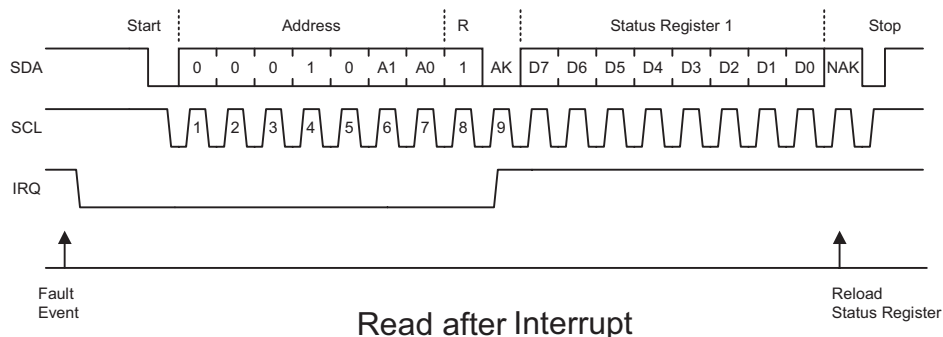 Start Address R Status Register 1 Stop
SDA 0 0 0 1 0 A1 A0 1 AK D7 D6 D5 D4 D3 D2 D1 D0 NAK
SCL 1 2 3 4 5 6 7 8 9
IRQ
Fault
Event
Reload
Status Register
Read after Interrupt